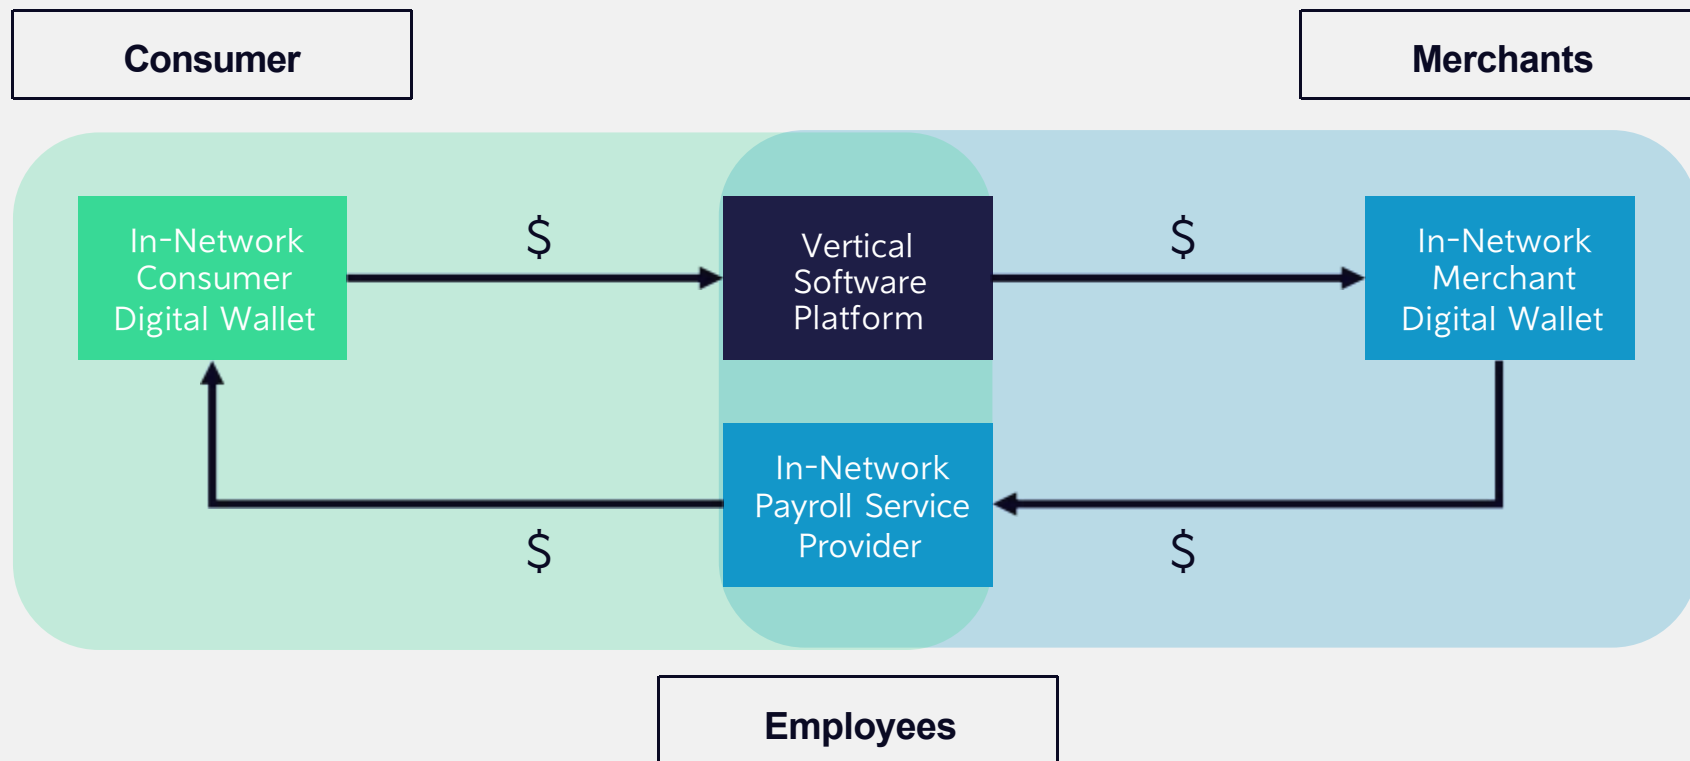 Consumer
Merchants
In-Network
Consumer
Digital Wallet
$
Vertical
Software
Platform
$
In-Network
Merchant
Digital Wallet
In-Network
Payroll Service
Provider
$
$
Employees